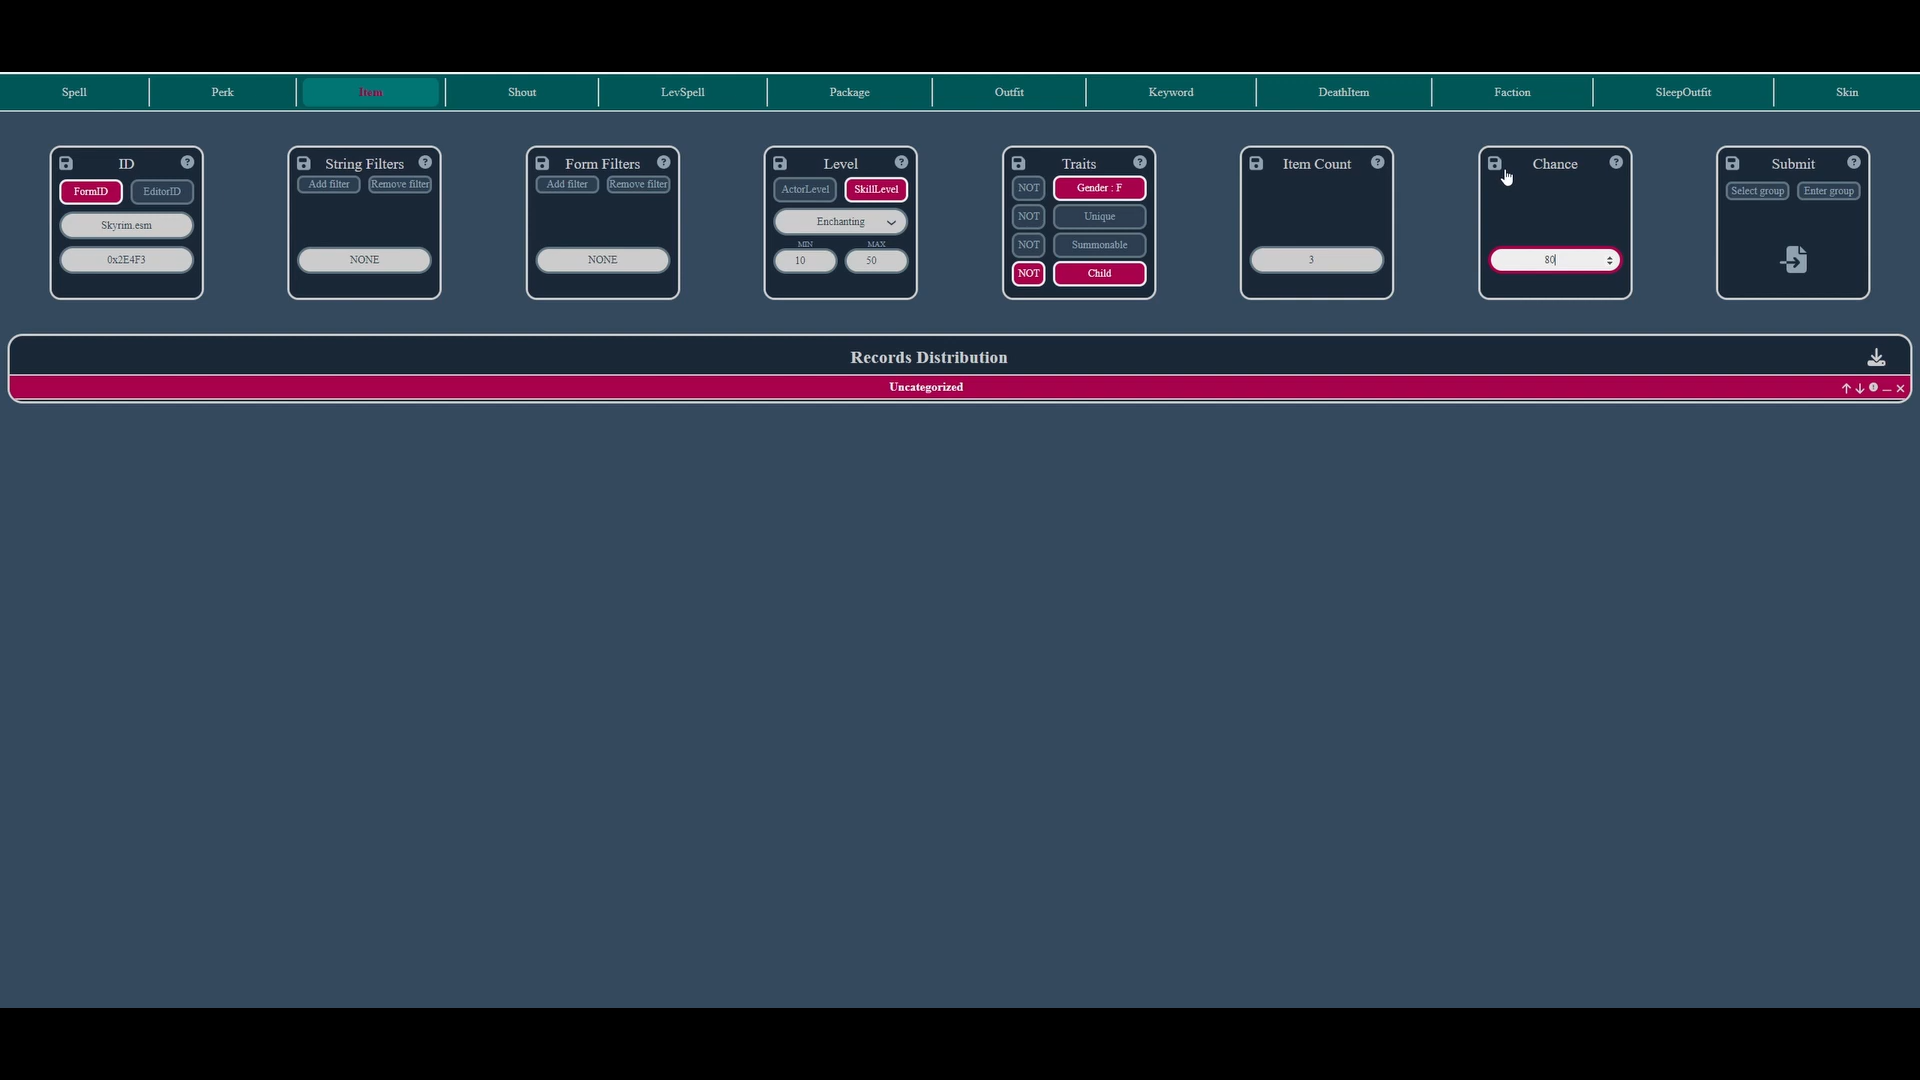 Spell Perk Item Shout LevSpell Package Outfit Keyword DeathItem Faction SleepOutfit Skin
ID
FormID EditorID
Skyrim.esm
0x2E4F3
String Filters
Add filter Remove filter
NONE
Form Filters
Add filter Remove filter
NONE
Level
ActorLevel SkillLevel
Enchanting
MIN MAX
10 50
Traits
NOT Gender : F
NOT Unique
NOT Summonable
NOT Child
Item Count
3
Chance
80
Submit
Select group Enter group
Records Distribution
Uncategorized